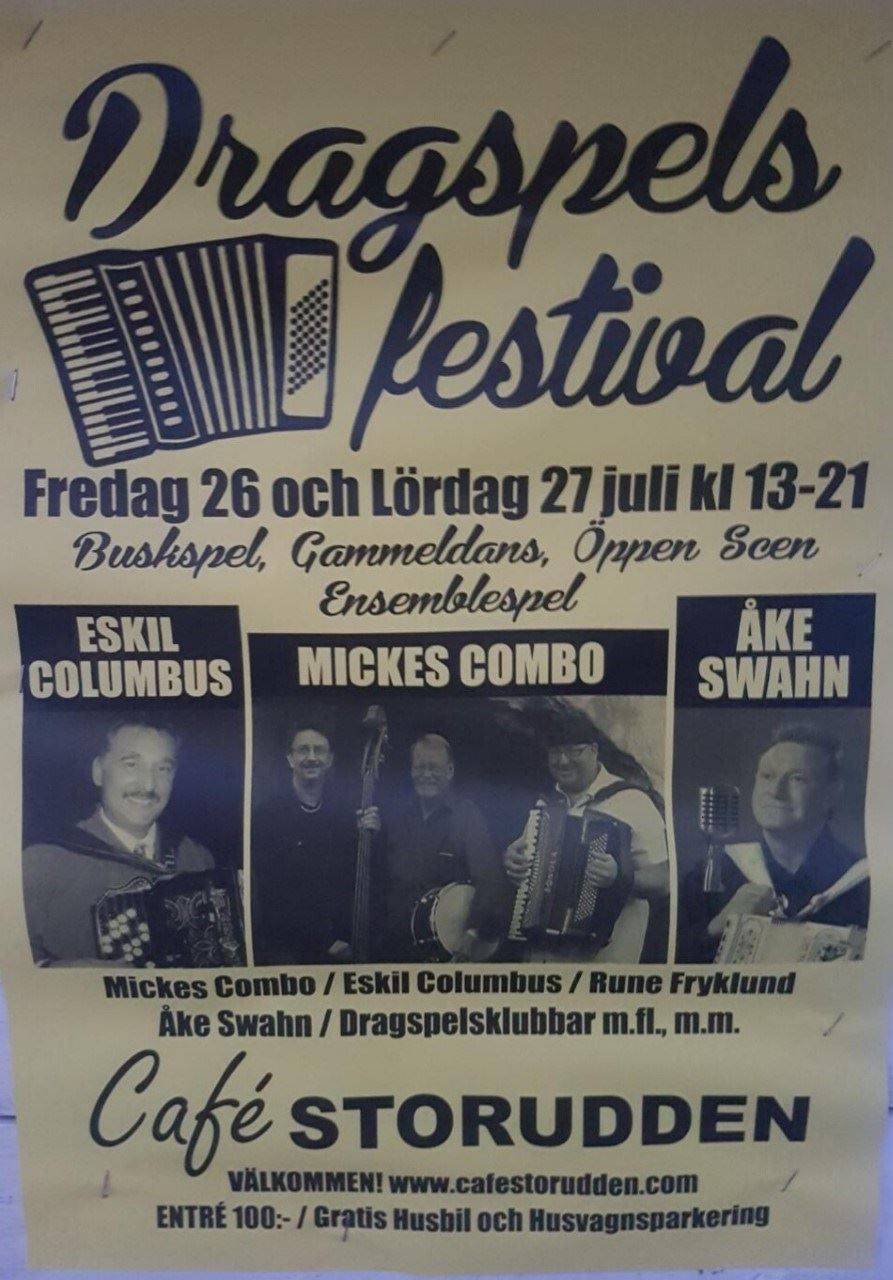 Dragspels
festival
Fredag 26 och Lördag 27 juli kl 13-21
Buskspel, Gammeldans, Öppen Scen
Ensemblespel
ESKIL
COLUMBUS
MICKES COMBO
ÅKE
SWAHN
Mickes Combo / Eskil Columbus / Rune Fryklund
Åke Swahn / Dragspelsklubbar m.fl., m.m.
Café STORUDDEN
VÄLKOMMEN! www.cafestorudden.com
ENTRÉ 100:- / Gratis Husbil och Husvagnsparkering